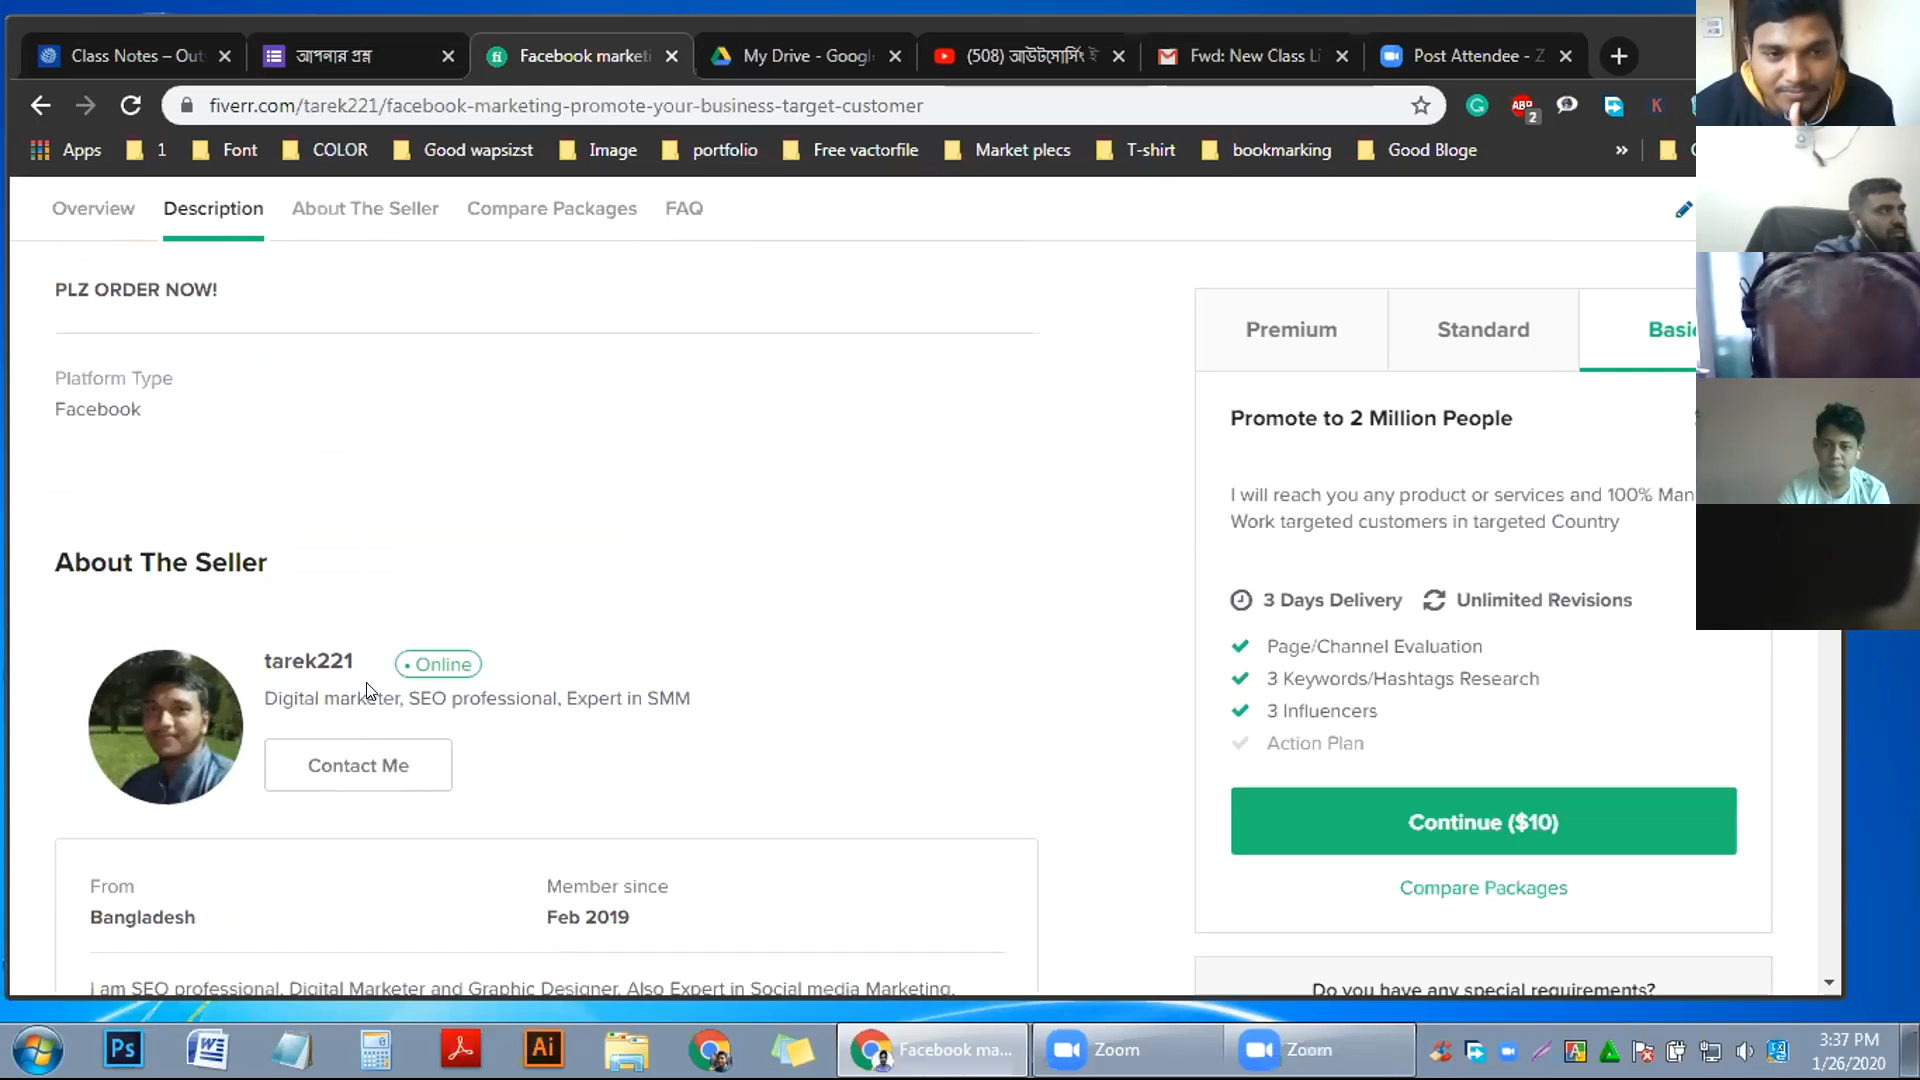 Class Notes – Out
আপনার প্রশ্ন
Facebook marketi
My Drive - Google
(508) আউটসোর্সিং ই
Fwd: New Class Li
Post Attendee - Z
fiverr.com/tarek221/facebook-marketing-promote-your-business-target-customer
ABP
2
K
Apps
1
Font
COLOR
Good wapsizst
Image
portfolio
Free vactorfile
Market plecs
T-shirt
bookmarking
Good Bloge
»
Overview
Description
About The Seller
Compare Packages
FAQ
PLZ ORDER NOW!
Platform Type
Facebook
About The Seller
tarek221
• Online
Digital marketer, SEO professional, Expert in SMM
Contact Me
From
Bangladesh
Member since
Feb 2019
I am SEO professional, Digital Marketer and Graphic Designer. Also Expert in Social media Marketing,
Premium
Standard
Basic
Promote to 2 Million People
I will reach you any product or services and 100% Man
Work targeted customers in targeted Country
3 Days Delivery
Unlimited Revisions
Page/Channel Evaluation
3 Keywords/Hashtags Research
3 Influencers
Action Plan
Continue ($10)
Compare Packages
Do you have any special requirements?
Ps
W
Ai
Facebook ma...
Zoom
Zoom
3:37 PM
1/26/2020